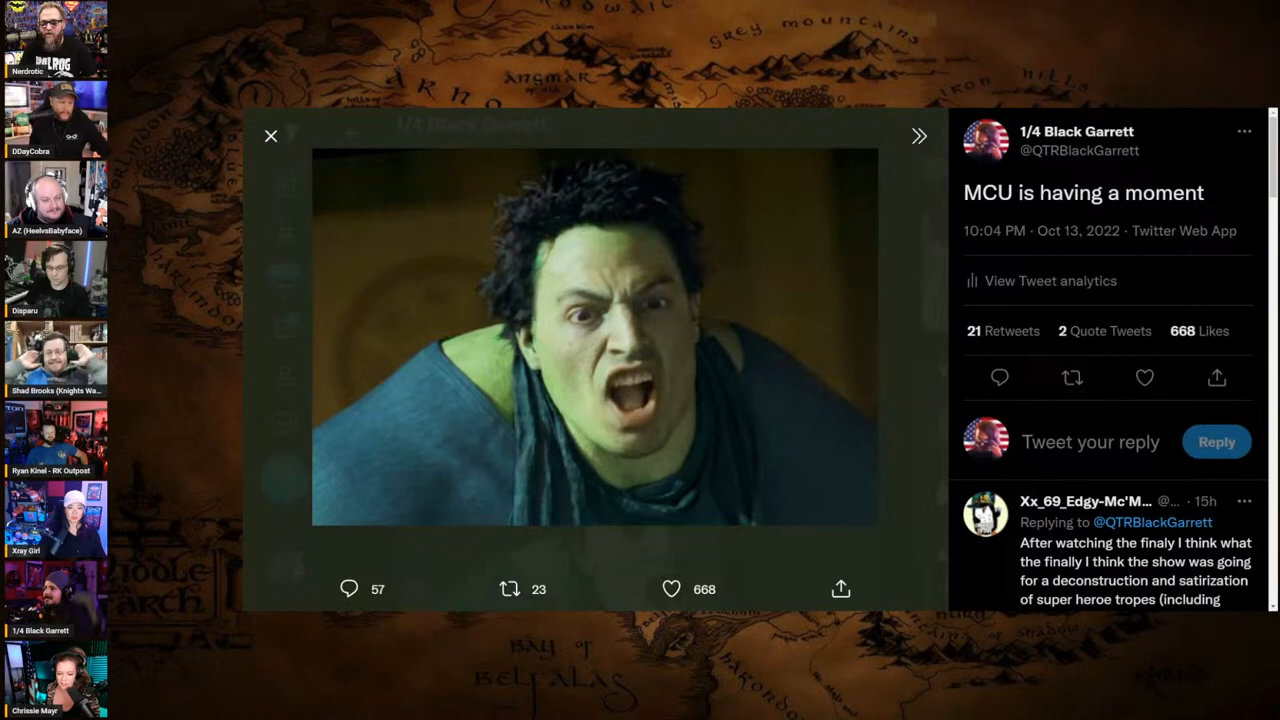 Nerdrotic
DDayCobra
AZ (HeelvsBabyface)
Disparu
Shad Brooks (Knights Wa...
Ryan Kinel - RK Outpost
Xray Girl
1/4 Black Garrett
Chrissie Mayr
GREY MOUNTAINS
ANGMAR
IRON HILLS
HARLINDON
MIDDLE
BAY OF
BELFALAS
1/4 Black Garrett
@QTRBlackGarrett
MCU is having a moment
10:04 PM · Oct 13, 2022 · Twitter Web App
View Tweet analytics
21 Retweets 2 Quote Tweets 668 Likes
Tweet your reply Reply
Xx_69_Edgy-Mc'M... @... · 15h
Replying to @QTRBlackGarrett
After watching the finaly I think what
the finally I think the show was going
for a deconstruction and satirization
of super heroe tropes (including
57 23 668